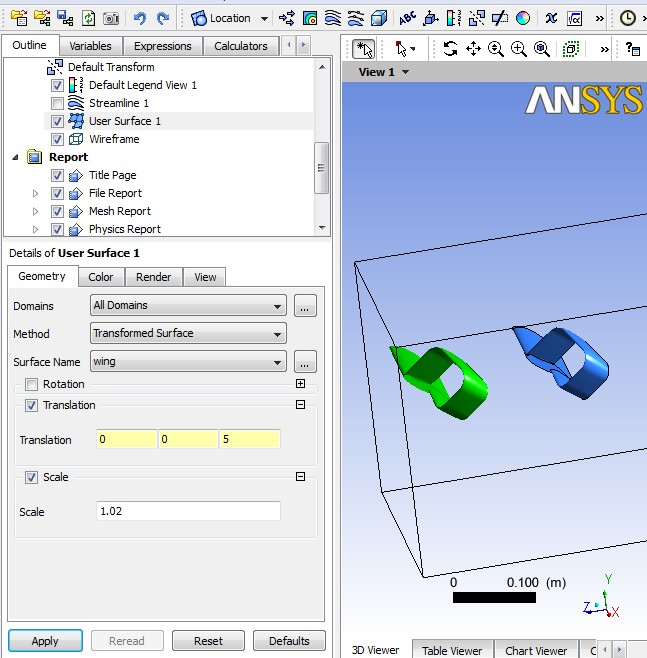 Location
ABC
Outline
Variables
Expressions
Calculators
View 1
ANSYS
Default Transform
Default Legend View 1
Streamline 1
User Surface 1
Wireframe
Report
Title Page
File Report
Mesh Report
Physics Report
Details of User Surface 1
Geometry
Color
Render
View
Domains
All Domains
...
Method
Transformed Surface
Surface Name
wing
...
Rotation
Translation
Translation
0
0
5
Scale
Scale
1.02
0
0.100
(m)
Y
Z
X
Apply
Reread
Reset
Defaults
3D Viewer
Table Viewer
Chart Viewer
C